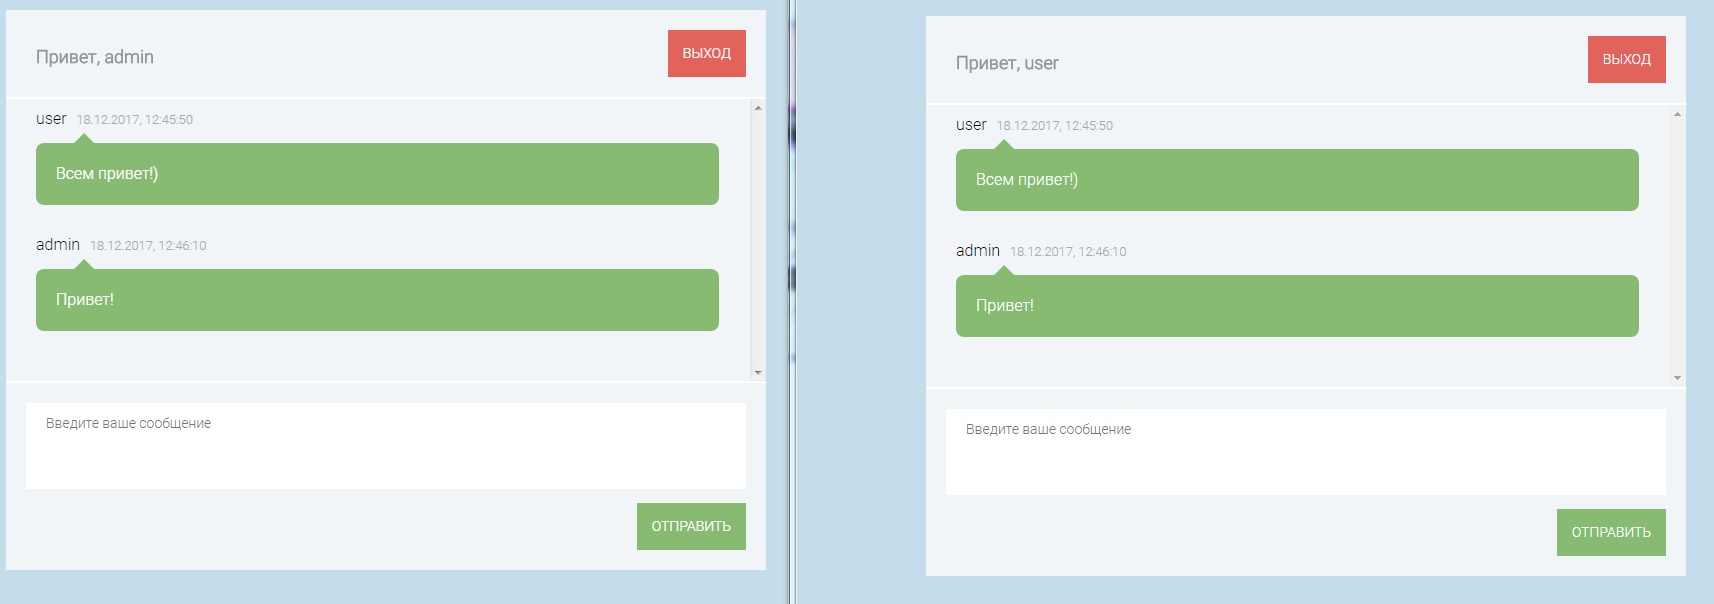 Привет, admin
ВЫХОД
user 18.12.2017, 12:45:50
Всем привет!)
admin 18.12.2017, 12:46:10
Привет!
Введите ваше сообщение
ОТПРАВИТЬ
Привет, user
ВЫХОД
user 18.12.2017, 12:45:50
Всем привет!)
admin 18.12.2017, 12:46:10
Привет!
Введите ваше сообщение
ОТПРАВИТЬ